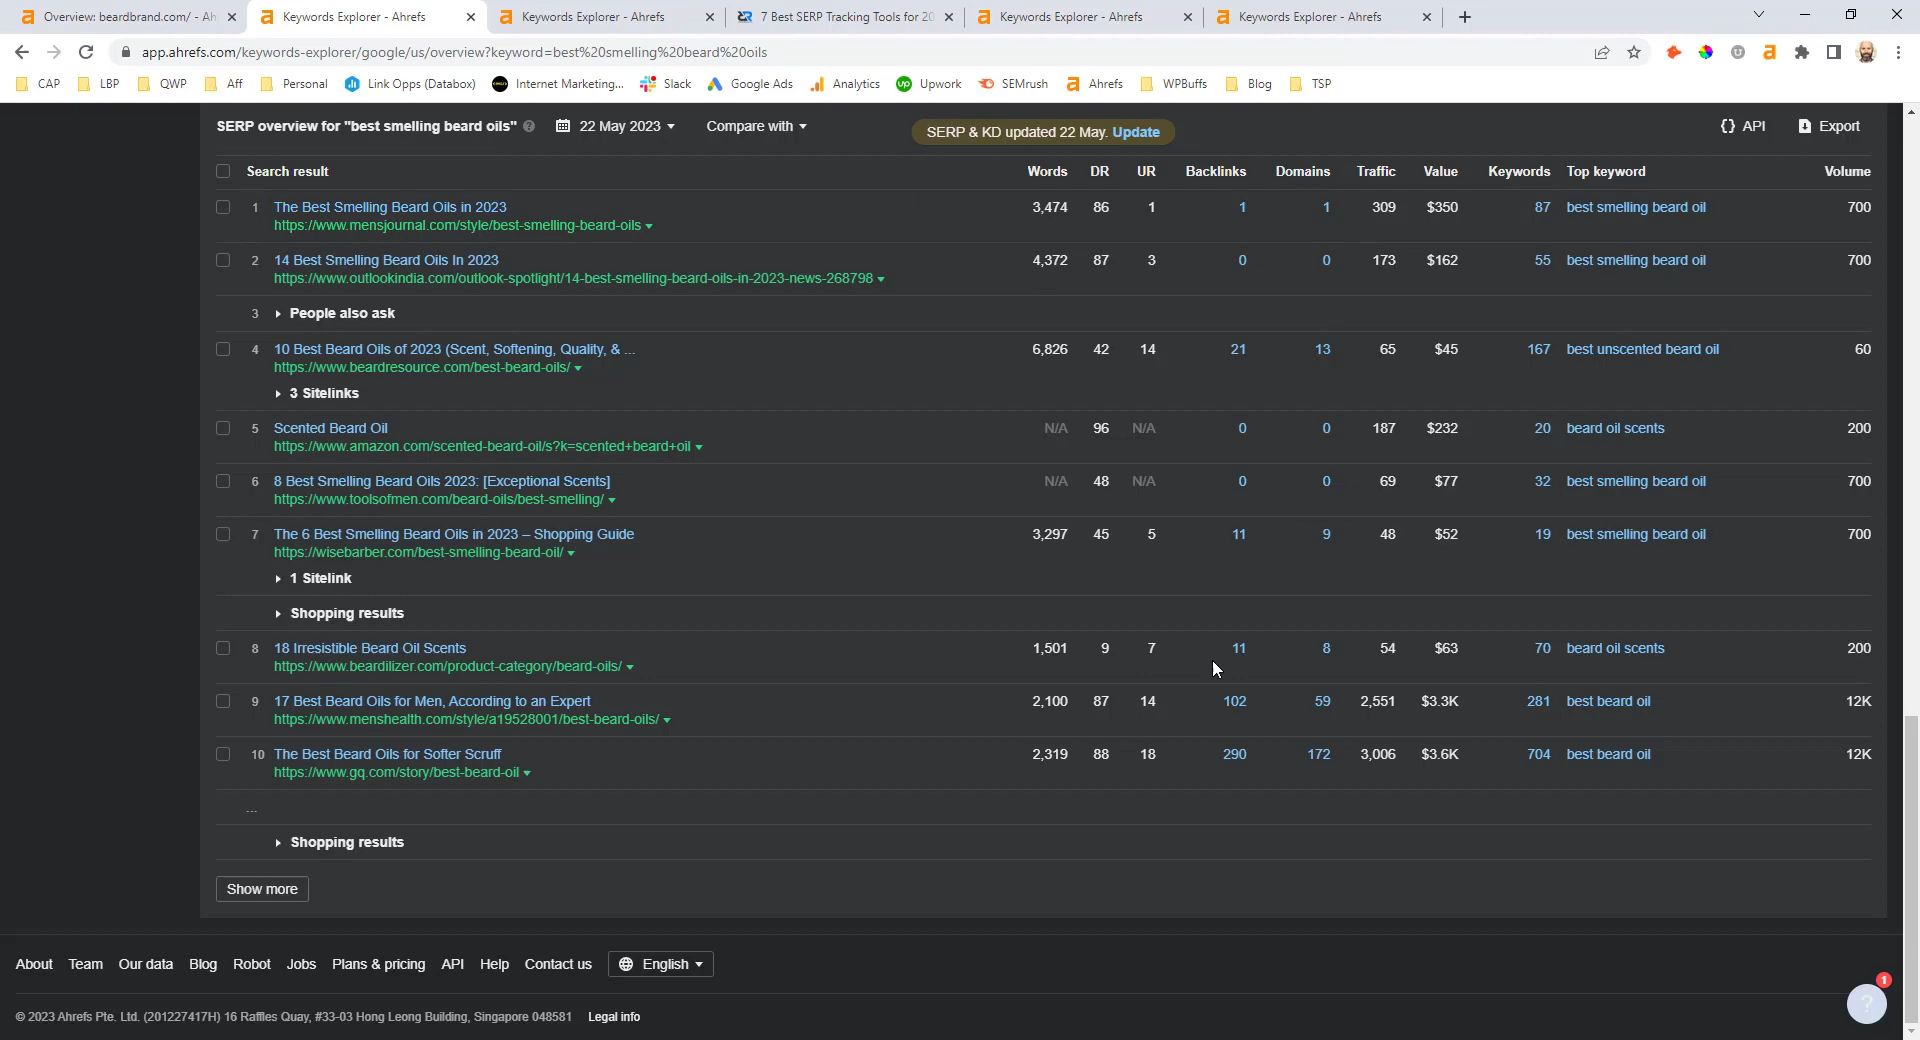 Overview: beardbrand.com/ - Ah
Keywords Explorer - Ahrefs
Keywords Explorer - Ahrefs
7 Best SERP Tracking Tools for 20
Keywords Explorer - Ahrefs
Keywords Explorer - Ahrefs
app.ahrefs.com/keywords-explorer/google/us/overview?keyword=best%20smelling%20beard%20oils
CAP LBP QWP Aff Personal Link Opps (Databox) Internet Marketing... Slack Google Ads Analytics Upwork SEMrush Ahrefs WPBuffs Blog TSP
SERP overview for "best smelling beard oils" 22 May 2023 Compare with SERP & KD updated 22 May. Update {} API Export
Search result Words DR UR Backlinks Domains Traffic Value Keywords Top keyword Volume
1 The Best Smelling Beard Oils in 2023 3,474 86 1 1 1 309 $350 87 best smelling beard oil 700
https://www.mensjournal.com/style/best-smelling-beard-oils
2 14 Best Smelling Beard Oils In 2023 4,372 87 3 0 0 173 $162 55 best smelling beard oil 700
https://www.outlookindia.com/outlook-spotlight/14-best-smelling-beard-oils-in-2023-news-268798
3 People also ask
4 10 Best Beard Oils of 2023 (Scent, Softening, Quality, & ... 6,826 42 14 21 13 65 $45 167 best unscented beard oil 60
https://www.beardresource.com/best-beard-oils/
3 Sitelinks
5 Scented Beard Oil N/A 96 N/A 0 0 187 $232 20 beard oil scents 200
https://www.amazon.com/scented-beard-oil/s?k=scented+beard+oil
6 8 Best Smelling Beard Oils 2023: [Exceptional Scents] N/A 48 N/A 0 0 69 $77 32 best smelling beard oil 700
https://www.toolsofmen.com/beard-oils/best-smelling/
7 The 6 Best Smelling Beard Oils in 2023 – Shopping Guide 3,297 45 5 11 9 48 $52 19 best smelling beard oil 700
https://wisebarber.com/best-smelling-beard-oil/
1 Sitelink
Shopping results
8 18 Irresistible Beard Oil Scents 1,501 9 7 11 8 54 $63 70 beard oil scents 200
https://www.beardilizer.com/product-category/beard-oils/
9 17 Best Beard Oils for Men, According to an Expert 2,100 87 14 102 59 2,551 $3.3K 281 best beard oil 12K
https://www.menshealth.com/style/a19528001/best-beard-oils/
10 The Best Beard Oils for Softer Scruff 2,319 88 18 290 172 3,006 $3.6K 704 best beard oil 12K
https://www.gq.com/story/best-beard-oil
...
Shopping results
Show more
About Team Our data Blog Robot Jobs Plans & pricing API Help Contact us English
1
?
© 2023 Ahrefs Pte. Ltd. (201227417H) 16 Raffles Quay, #33-03 Hong Leong Building, Singapore 048581 Legal info